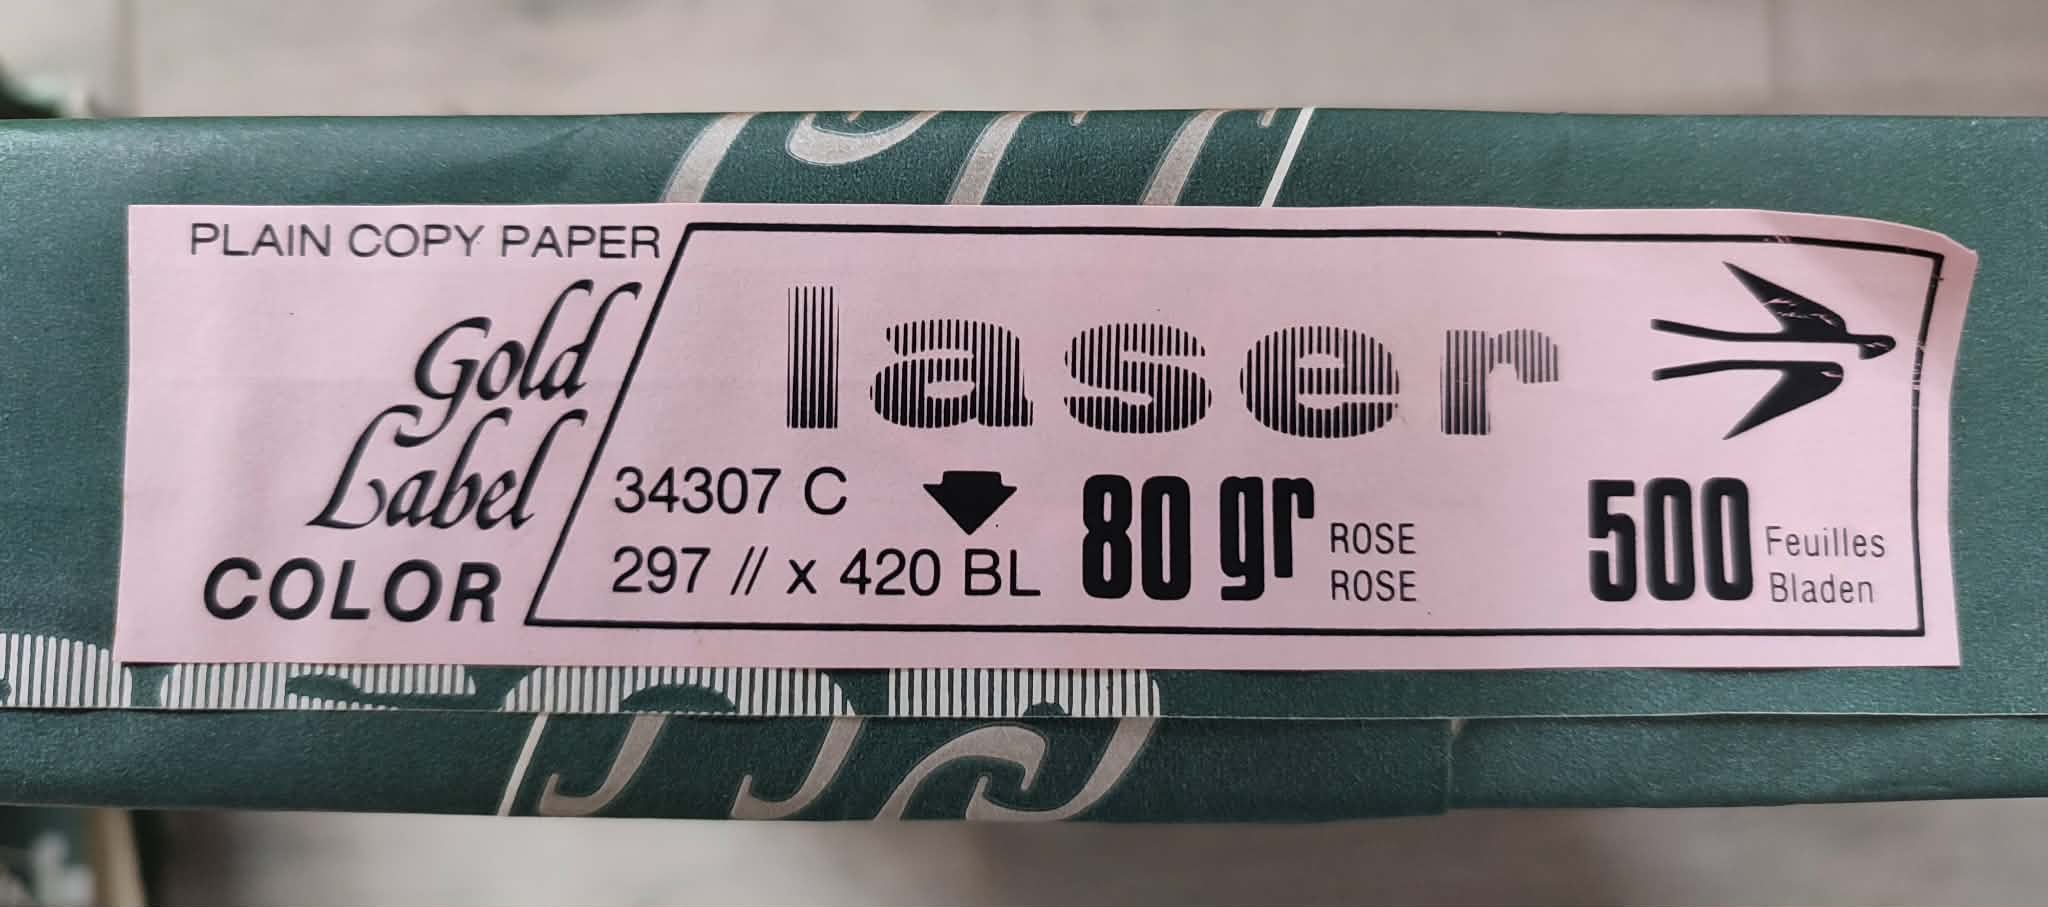 PLAIN COPY PAPER
Gold
Label
COLOR
laser
34307 C
297 // x 420 BL
80 gr
ROSE
ROSE
500
Feuilles
Bladen